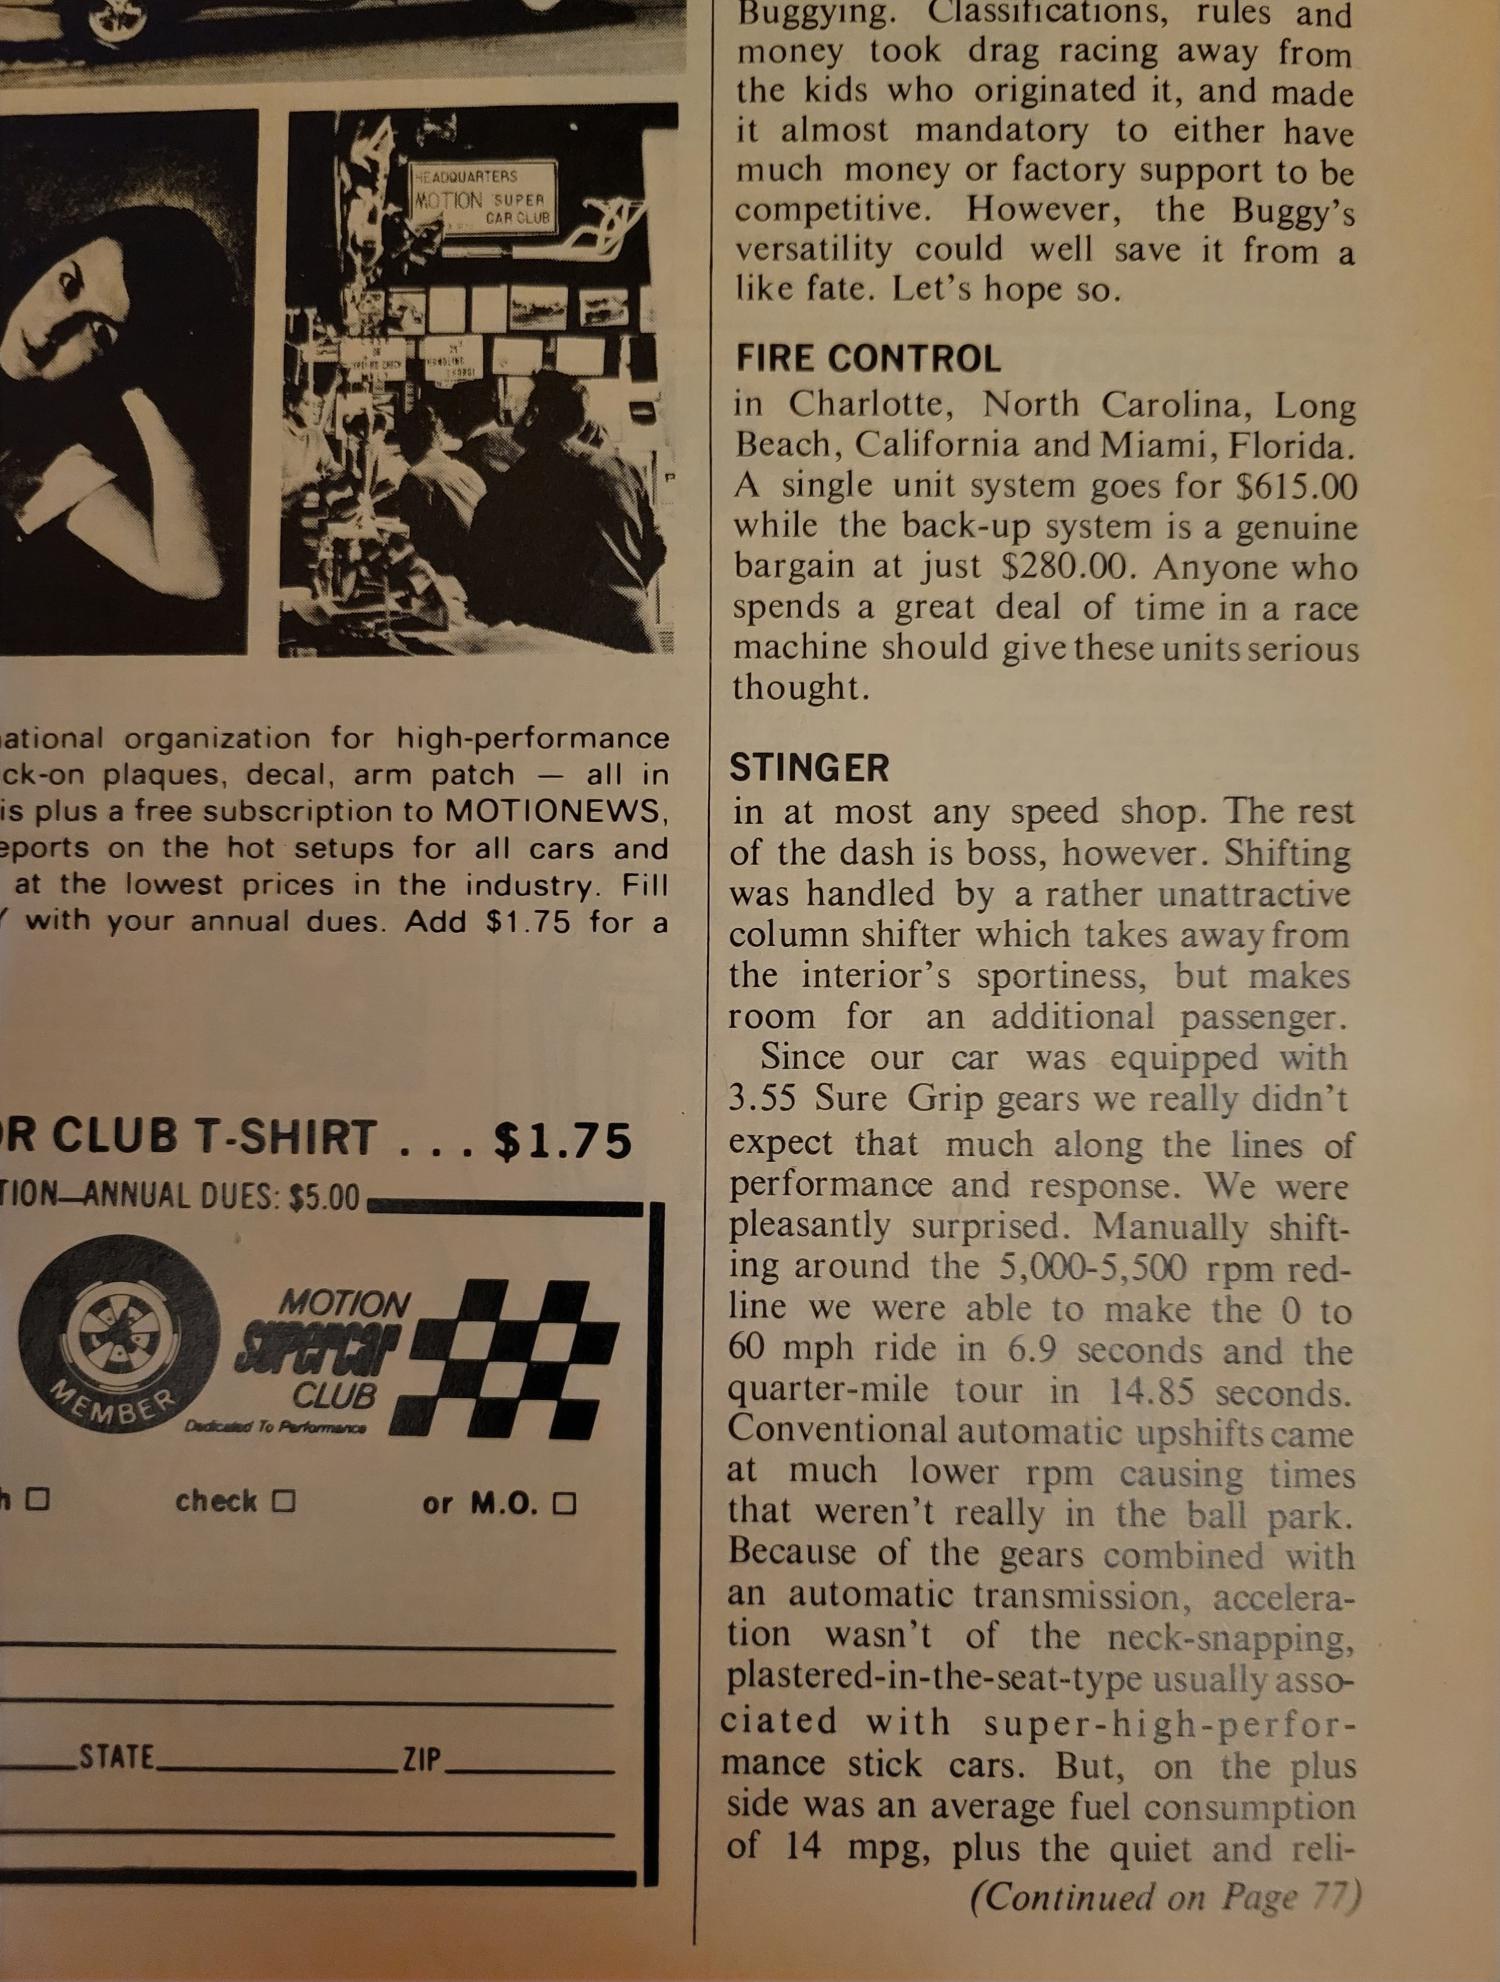 HEADQUARTERS
MOTION SUPER
CAR CLUB
national organization for high-performance
ck-on plaques, decal, arm patch — all in
is plus a free subscription to MOTIONEWS,
eports on the hot setups for all cars and
at the lowest prices in the industry. Fill
with your annual dues. Add $1.75 for a
OR CLUB T-SHIRT . . . $1.75
TION—ANNUAL DUES: $5.00
MEMBER
MOTION
supercar
CLUB
Dedicated To Performance
h □ check □ or M.O. □
STATE ZIP
Buggying. Classifications, rules and
money took drag racing away from
the kids who originated it, and made
it almost mandatory to either have
much money or factory support to be
competitive. However, the Buggy's
versatility could well save it from a
like fate. Let's hope so.
FIRE CONTROL
in Charlotte, North Carolina, Long
Beach, California and Miami, Florida.
A single unit system goes for $615.00
while the back-up system is a genuine
bargain at just $280.00. Anyone who
spends a great deal of time in a race
machine should give these units serious
thought.
STINGER
in at most any speed shop. The rest
of the dash is boss, however. Shifting
was handled by a rather unattractive
column shifter which takes away from
the interior's sportiness, but makes
room for an additional passenger.
Since our car was equipped with
3.55 Sure Grip gears we really didn't
expect that much along the lines of
performance and response. We were
pleasantly surprised. Manually shift-
ing around the 5,000-5,500 rpm red-
line we were able to make the 0 to
60 mph ride in 6.9 seconds and the
quarter-mile tour in 14.85 seconds.
Conventional automatic upshifts came
at much lower rpm causing times
that weren't really in the ball park.
Because of the gears combined with
an automatic transmission, accelera-
tion wasn't of the neck-snapping,
plastered-in-the-seat-type usually asso-
ciated with super-high-perfor-
mance stick cars. But, on the plus
side was an average fuel consumption
of 14 mpg, plus the quiet and reli-
(Continued on Page 77)